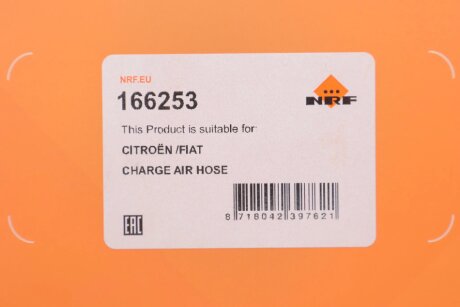 NRF.EU
166253
NRF
This Product is suitable for:
CITROËN /FIAT
CHARGE AIR HOSE
EAC
8 718042 397621